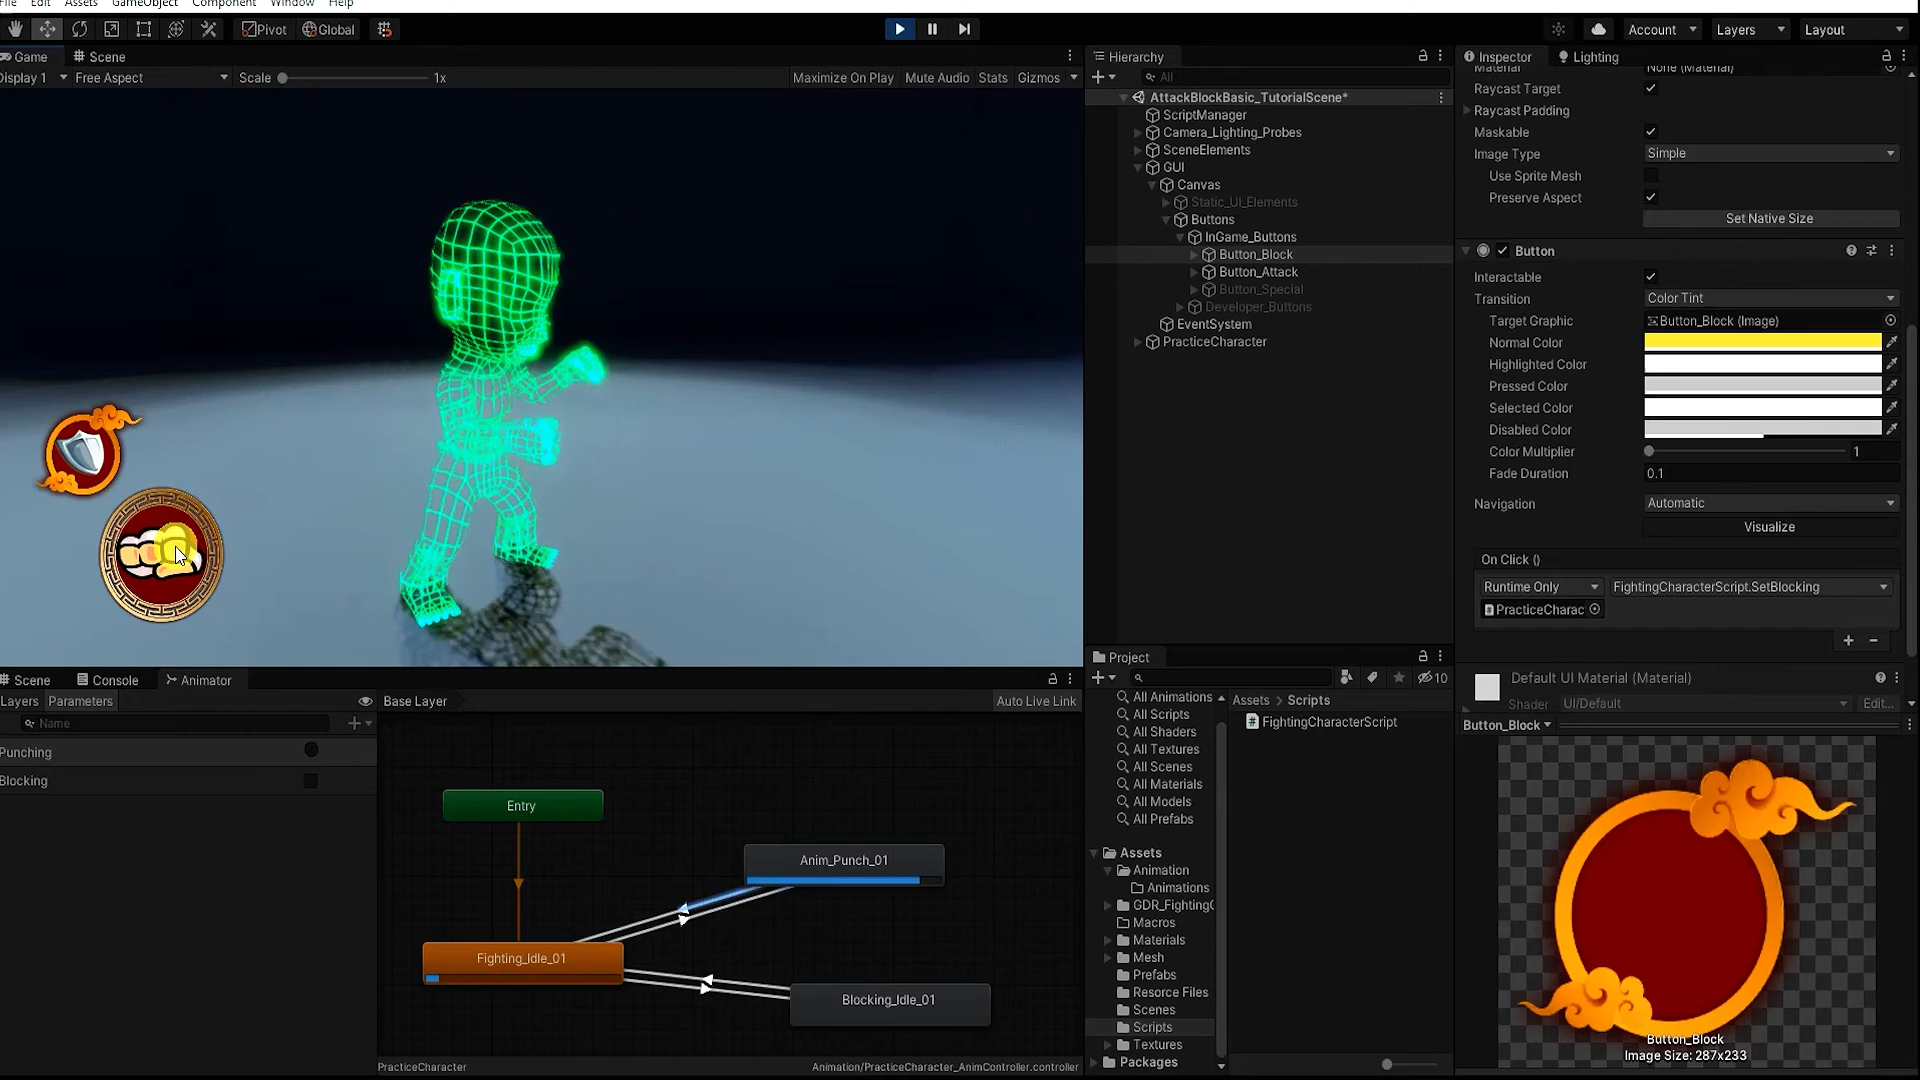 File Edit Assets GameObject Component Window Help
Pivot Global Account Layers Layout
Game Scene
Display 1 Free Aspect Scale 1x Maximize On Play Mute Audio Stats Gizmos
Hierarchy
All
AttackBlockBasic_TutorialScene*
ScriptManager
Camera_Lighting_Probes
SceneElements
GUI
Canvas
Static_UI_Elements
Buttons
InGame_Buttons
Button_Block
Button_Attack
Button_Special
Developer_Buttons
EventSystem
PracticeCharacter
Inspector Lighting
Material None (Material)
Raycast Target
Raycast Padding
Maskable
Image Type Simple
Use Sprite Mesh
Preserve Aspect
Set Native Size
Button
Interactable
Transition Color Tint
Target Graphic Button_Block (Image)
Normal Color
Highlighted Color
Pressed Color
Selected Color
Disabled Color
Color Multiplier 1
Fade Duration 0.1
Navigation Automatic
Visualize
On Click ()
Runtime Only FightingCharacterScript.SetBlocking
PracticeCharac
Default UI Material (Material)
Shader UI/Default Edit...
Button_Block
Button_Block
Image Size: 287x233
Scene Console Animator
Layers Parameters Base Layer Auto Live Link
Name
Punching
Blocking
Entry
Anim_Punch_01
Fighting_Idle_01
Blocking_Idle_01
PracticeCharacter Animation/PracticeCharacter_AnimController.controller
Project
10
All Animations
All Scripts
All Shaders
All Textures
All Scenes
All Materials
All Models
All Prefabs
Assets
Animation
Animations
GDR_FightingC
Macros
Materials
Mesh
Prefabs
Resorce Files
Scenes
Scripts
Textures
Packages
Assets > Scripts
FightingCharacterScript